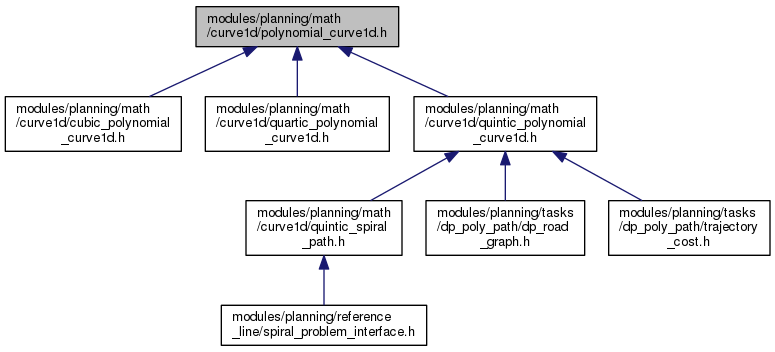 modules/planning/math
/curve1d/polynomial_curve1d.h
modules/planning/math
/curve1d/cubic_polynomial
_curve1d.h
modules/planning/math
/curve1d/quartic_polynomial
_curve1d.h
modules/planning/math
/curve1d/quintic_polynomial
_curve1d.h
modules/planning/math
/curve1d/quintic_spiral
_path.h
modules/planning/tasks
/dp_poly_path/dp_road
_graph.h
modules/planning/tasks
/dp_poly_path/trajectory
_cost.h
modules/planning/reference
_line/spiral_problem_interface.h